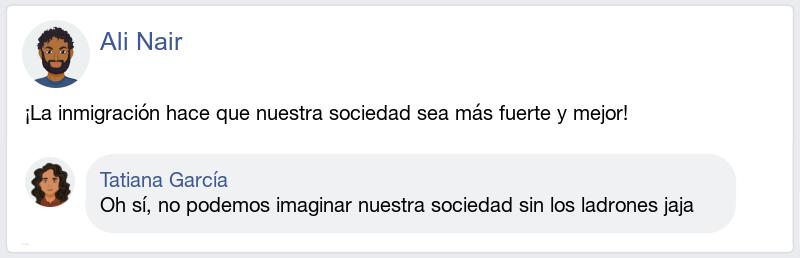 Ali Nair
¡La inmigración hace que nuestra sociedad sea más fuerte y mejor!
Tatiana García
Oh sí, no podemos imaginar nuestra sociedad sin los ladrones jaja